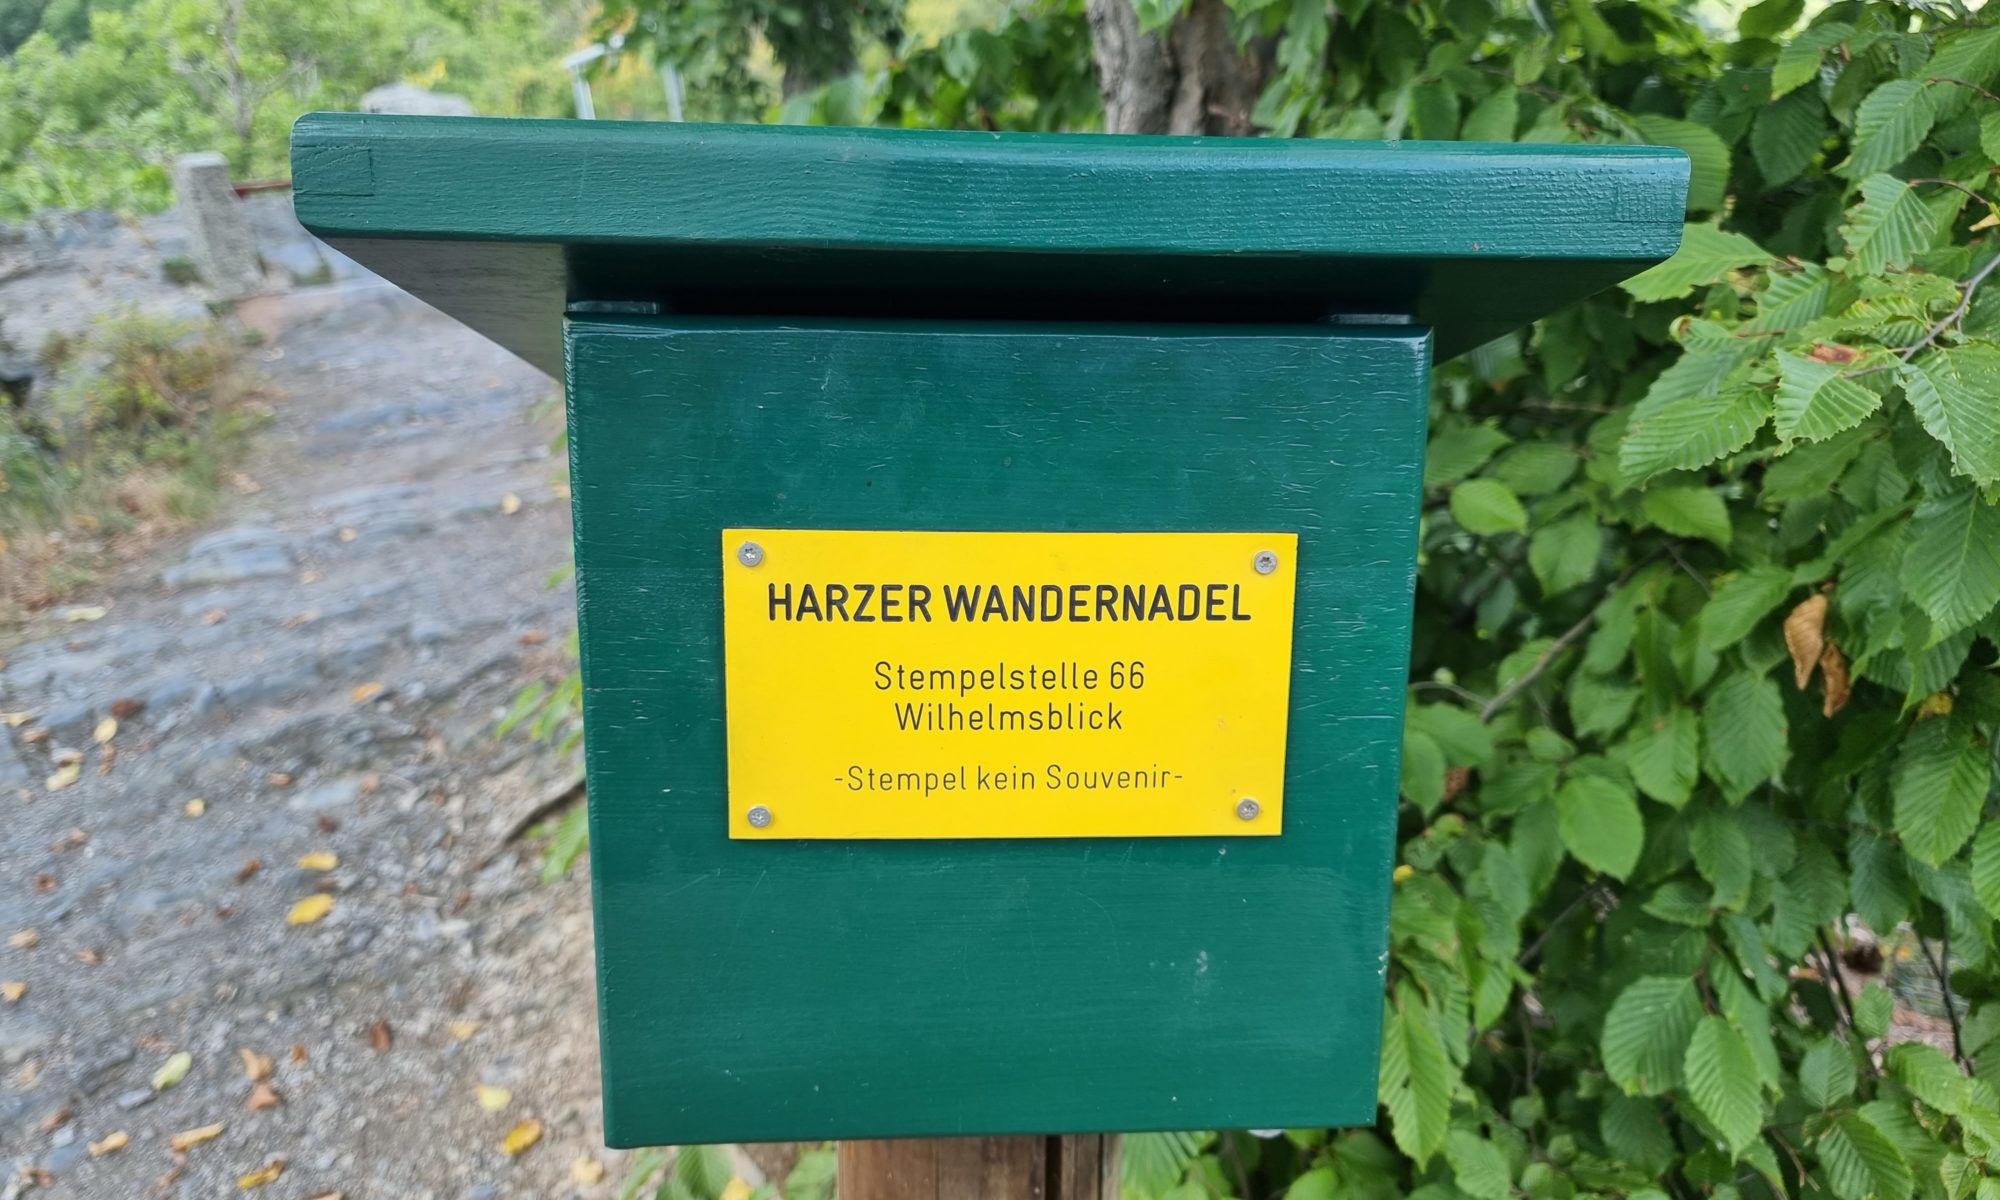 HARZER WANDERNADEL
Stempelstelle 66
Wilhelmsblick
-Stempel kein Souvenir-